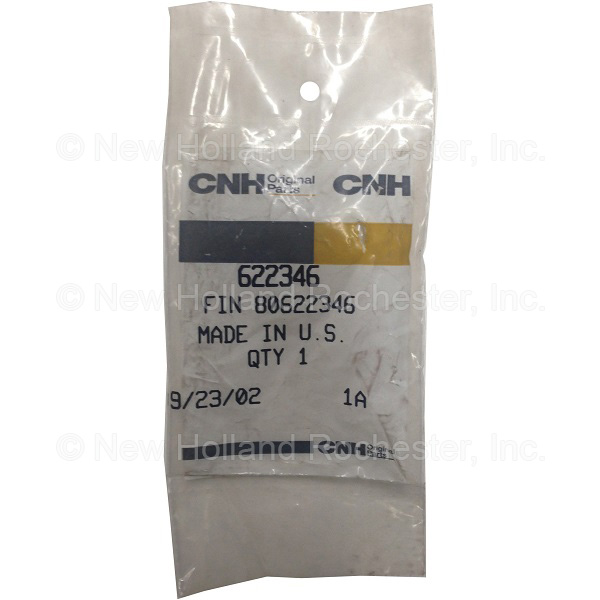 © New Holland Rochester, Inc.
CNH Original Parts CNH
622346
© New Holland Rochester, Inc.
PIN 80622346
MADE IN U.S.
QTY 1
9/23/02 1A
© New Holland Rochester, Inc.
CNH Original Parts